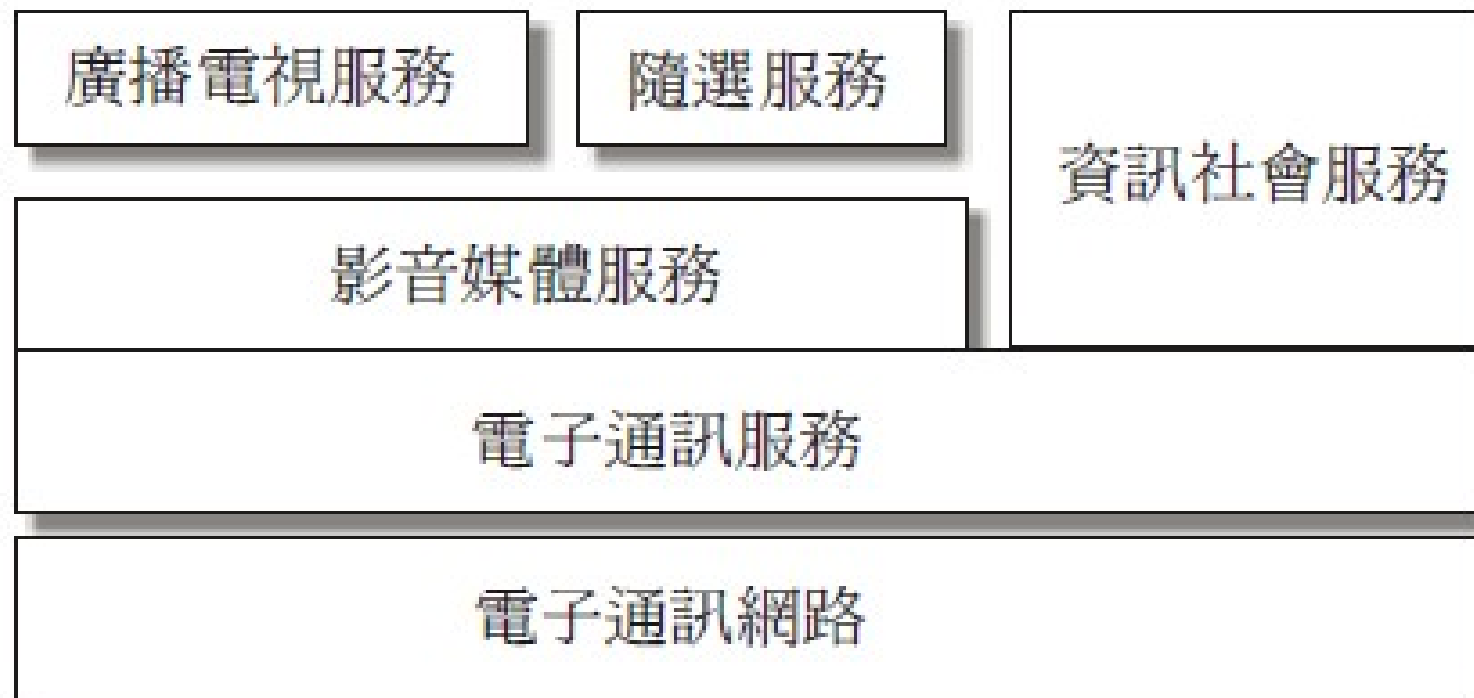 廣播電視服務
隨選服務
資訊社會服務
影音媒體服務
電子通訊服務
電子通訊網路